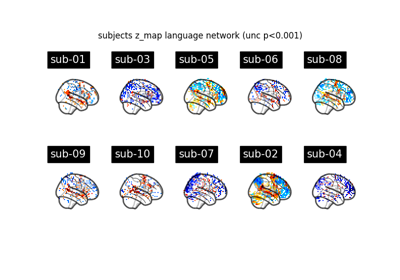 subjects z_map language network (unc p<0.001)
sub-01 sub-03 sub-05 sub-06 sub-08
sub-09 sub-10 sub-07 sub-02 sub-04